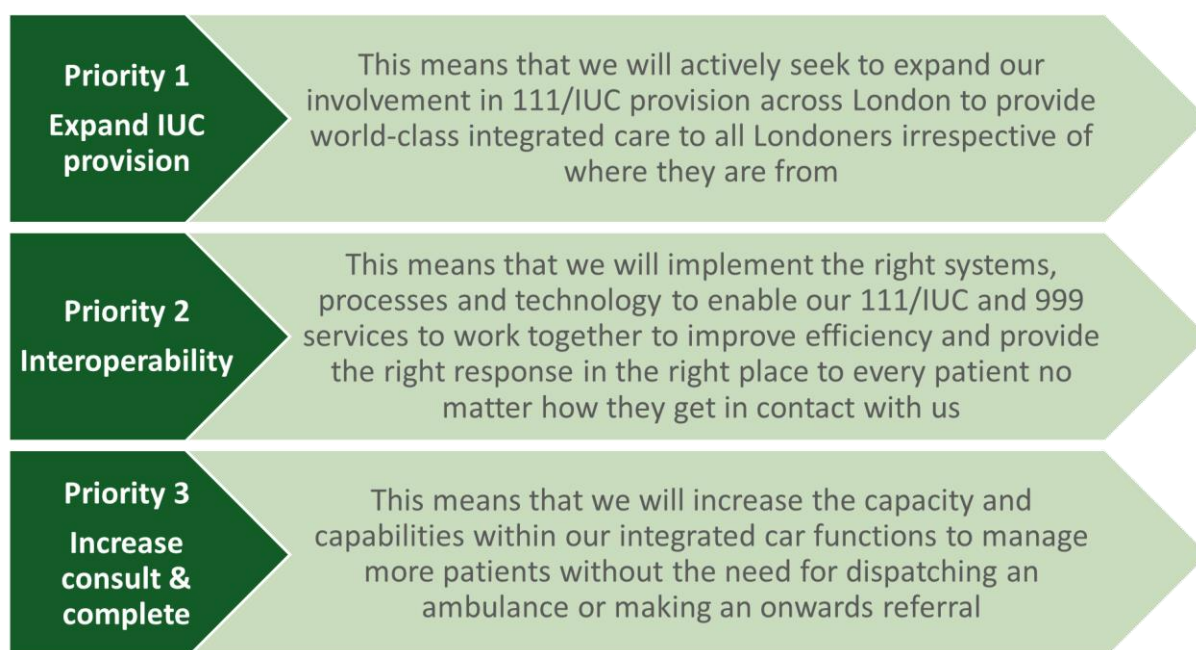 Priority 1
Expand IUC
provision
This means that we will actively seek to expand our
involvement in 111/IUC provision across London to provide
world-class integrated care to all Londoners irrespective of
where they are from
Priority 2
Interoperability
This means that we will implement the right systems,
processes and technology to enable our 111/IUC and 999
services to work together to improve efficiency and provide
the right response in the right place to every patient no
matter how they get in contact with us
Priority 3
Increase
consult &
complete
This means that we will increase the capacity and
capabilities within our integrated car functions to manage
more patients without the need for dispatching an
ambulance or making an onwards referral